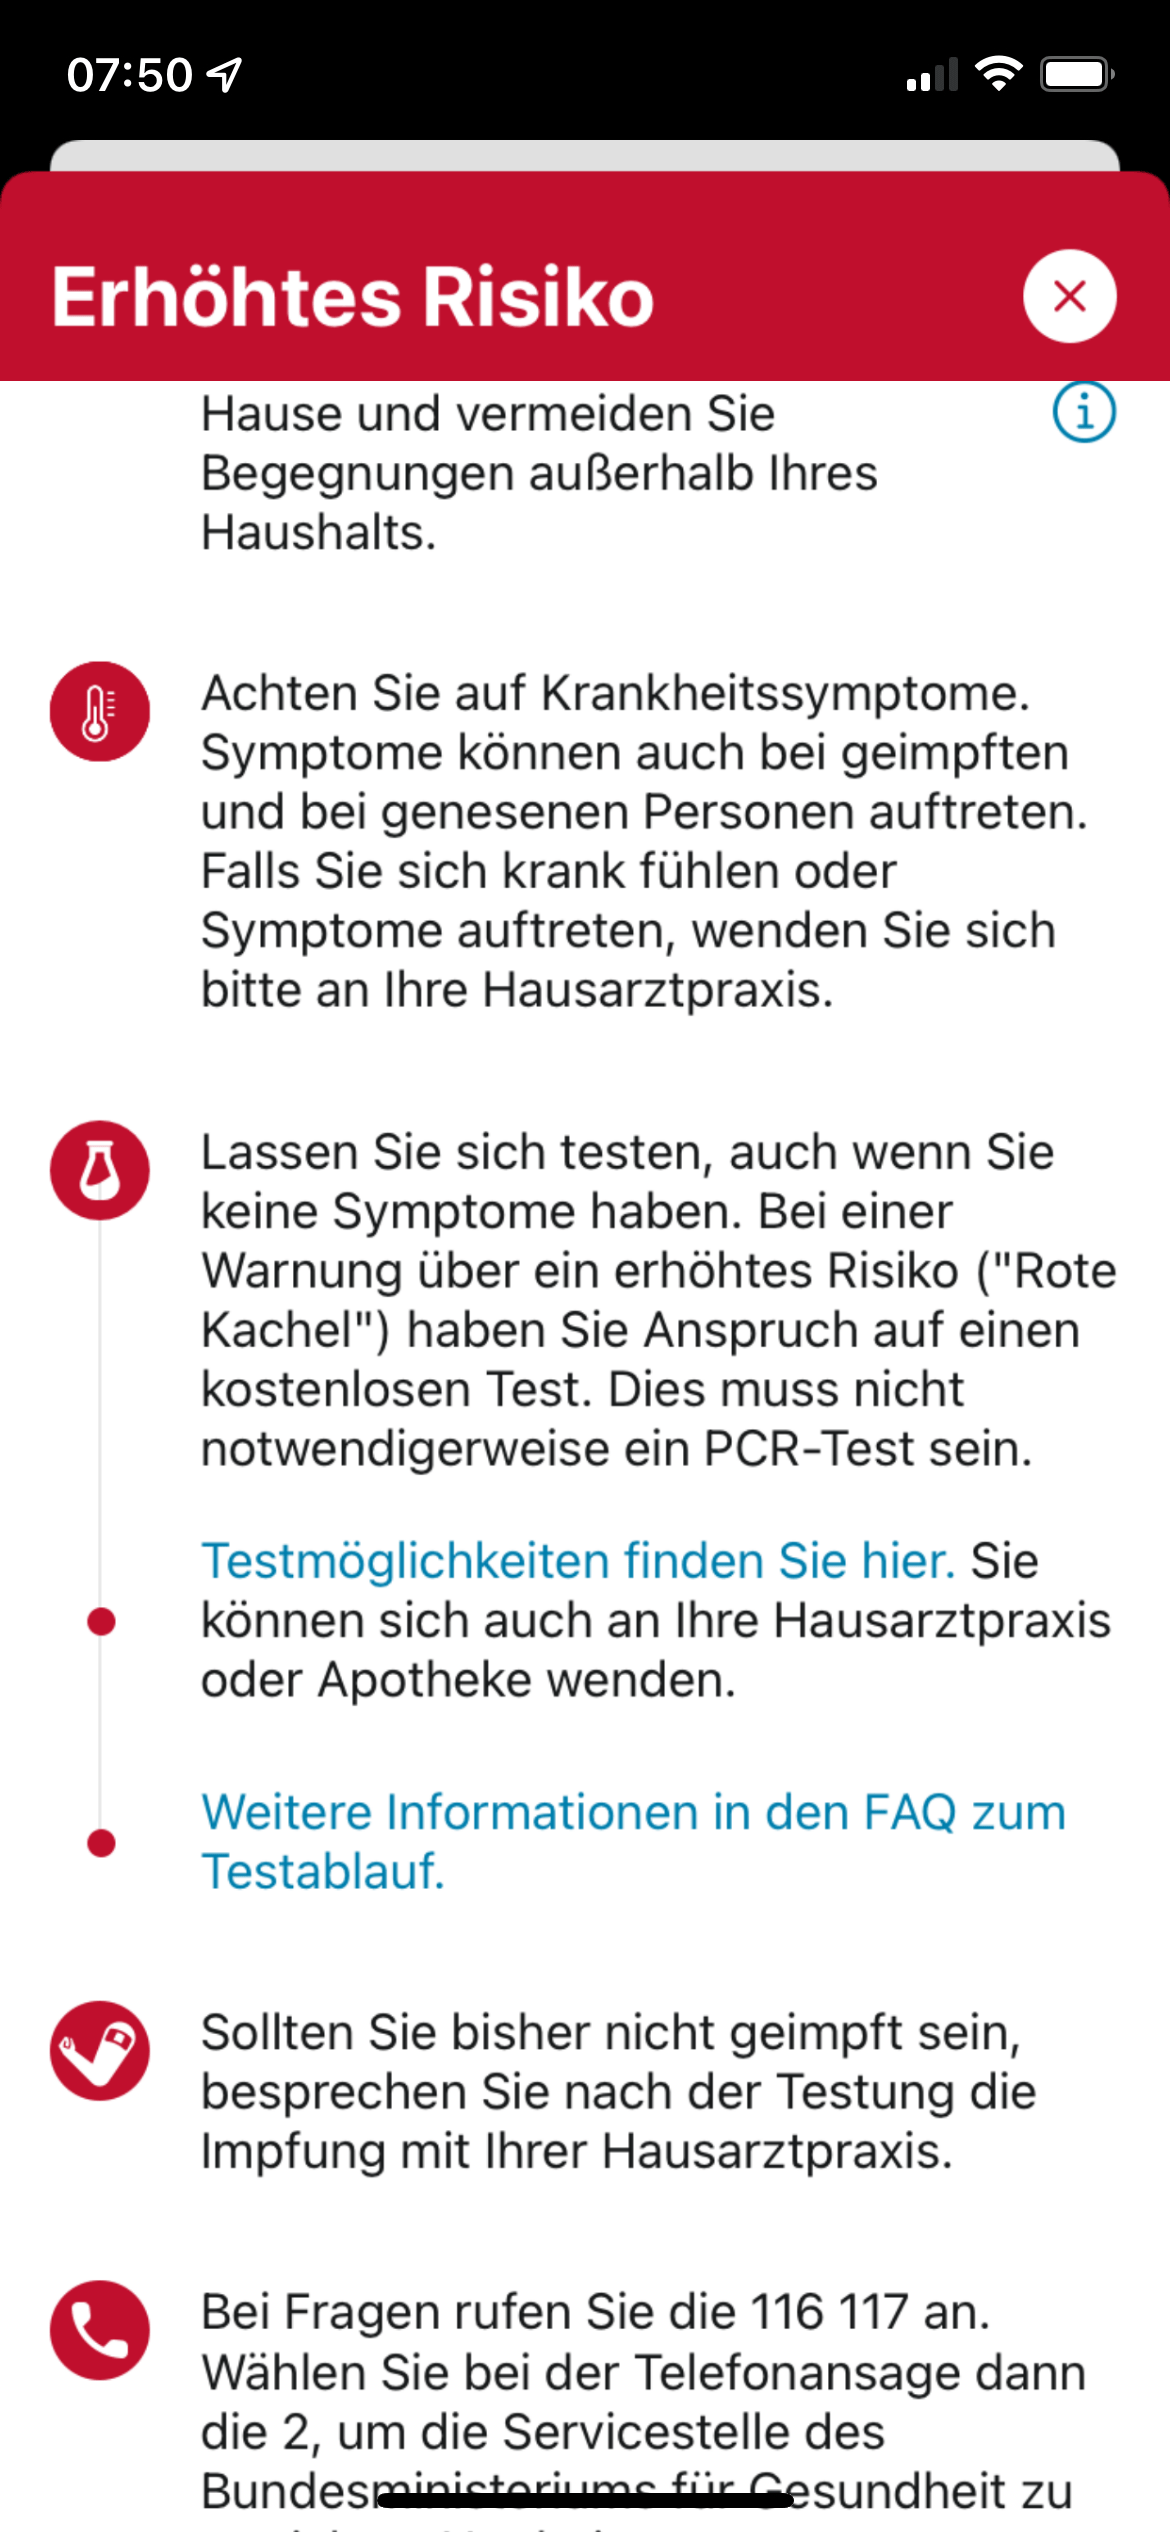 07:50
Erhöhtes Risiko
Hause und vermeiden Sie
Begegnungen außerhalb Ihres
Haushalts.
Achten Sie auf Krankheitssymptome.
Symptome können auch bei geimpften
und bei genesenen Personen auftreten.
Falls Sie sich krank fühlen oder
Symptome auftreten, wenden Sie sich
bitte an Ihre Hausarztpraxis.
Lassen Sie sich testen, auch wenn Sie
keine Symptome haben. Bei einer
Warnung über ein erhöhtes Risiko ("Rote
Kachel") haben Sie Anspruch auf einen
kostenlosen Test. Dies muss nicht
notwendigerweise ein PCR-Test sein.
Testmöglichkeiten finden Sie hier. Sie
können sich auch an Ihre Hausarztpraxis
oder Apotheke wenden.
Weitere Informationen in den FAQ zum
Testablauf.
Sollten Sie bisher nicht geimpft sein,
besprechen Sie nach der Testung die
Impfung mit Ihrer Hausarztpraxis.
Bei Fragen rufen Sie die 116 117 an.
Wählen Sie bei der Telefonansage dann
die 2, um die Servicestelle des
Bundesministeriums für Gesundheit zu